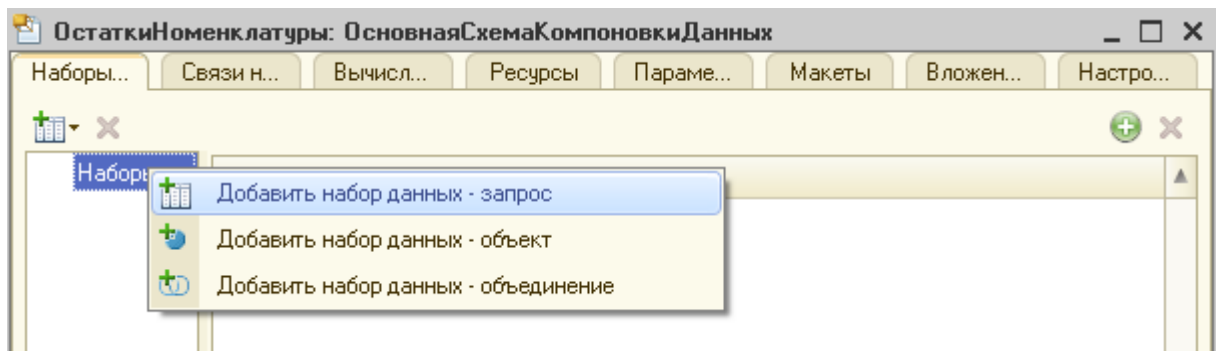 ОстаткиНоменклатуры: ОсновнаяСхемаКомпоновкиДанных
Наборы... Связи н... Вычисл... Ресурсы Параме... Макеты Вложен... Настро...
Наборы
Добавить набор данных - запрос
Добавить набор данных - объект
Добавить набор данных - объединение